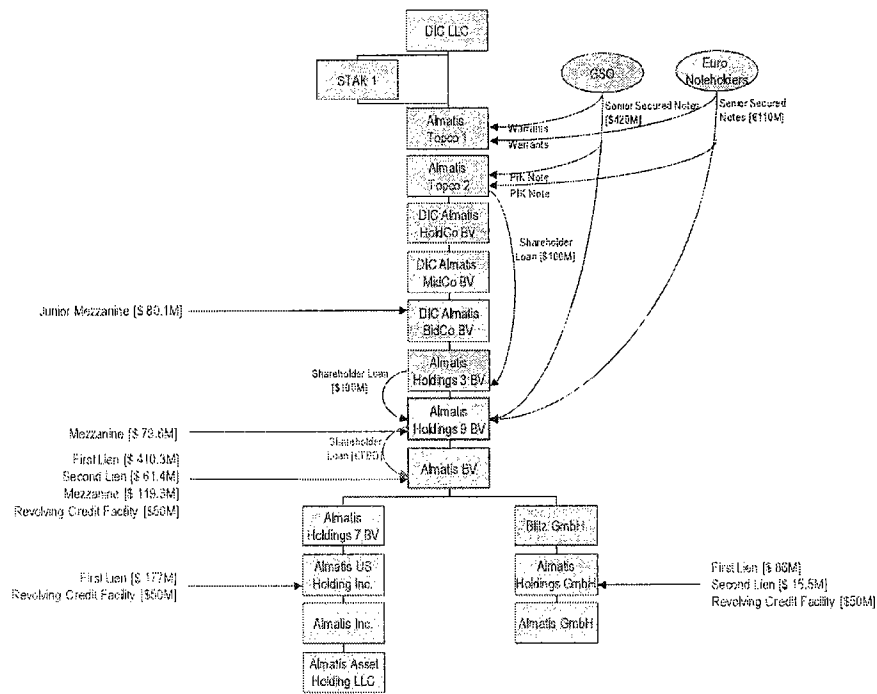 DIC LLC
STAK 1
GSO
Euro
Noteholders
Senior Secured Notes
[$420M]
Senior Secured
Notes [€110M]
Almatis
Topco 1
Warrants
Warrants
Almatis
Topco 2
PIK Note
PIK Note
DIC Almatis
HoldCo BV
Shareholder
Loan [$100M]
DIC Almatis
MidCo BV
Junior Mezzanine [$ 80.1M]
DIC Almatis
BidCo BV
Almatis
Holdings 3 BV
Shareholder Loan
[$100M]
Almatis
Holdings 9 BV
Mezzanine [$ 79.6M]
Shareholder
Loan [€TBD]
First Lien [$ 410.3M]
Second Lien [$ 61.4M]
Mezzanine [$ 119.3M]
Revolving Credit Facility [$50M]
Almatis BV
Almatis
Holdings 7 BV
Blitz GmbH
First Lien [$ 177M]
Revolving Credit Facility [$50M]
Almatis US
Holding Inc.
Almatis
Holdings GmbH
First Lien [$ 88M]
Second Lien [$ 15.5M]
Revolving Credit Facility [$50M]
Almatis Inc.
Almatis GmbH
Almatis Asset
Holding LLC